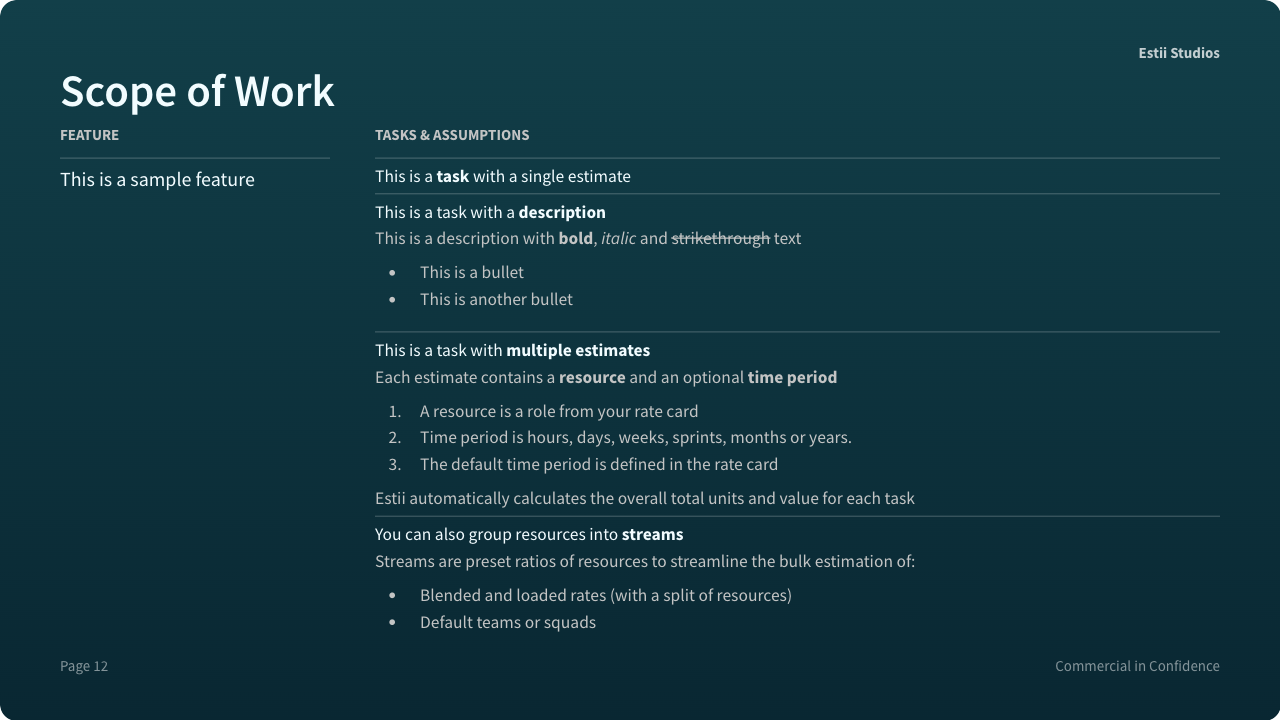 Estii Studios
Scope of Work
FEATURE
TASKS & ASSUMPTIONS
This is a sample feature
This is a task with a single estimate
This is a task with a description
This is a description with bold, italic and strikethrough text
• This is a bullet
• This is another bullet
This is a task with multiple estimates
Each estimate contains a resource and an optional time period
1. A resource is a role from your rate card
2. Time period is hours, days, weeks, sprints, months or years.
3. The default time period is defined in the rate card
Estii automatically calculates the overall total units and value for each task
You can also group resources into streams
Streams are preset ratios of resources to streamline the bulk estimation of:
• Blended and loaded rates (with a split of resources)
• Default teams or squads
Page 12
Commercial in Confidence